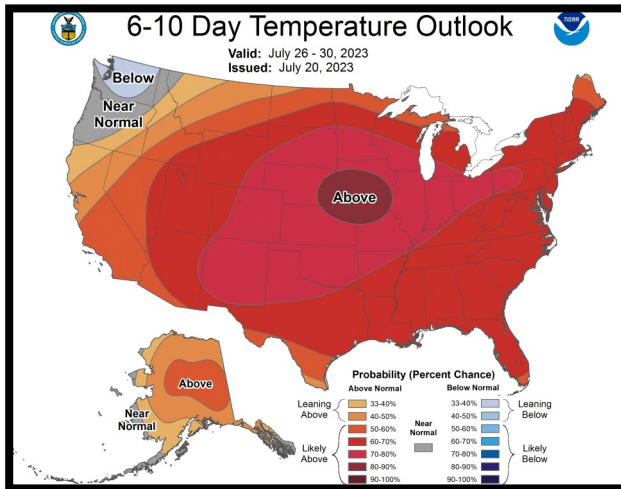 6-10 Day Temperature Outlook
NOAA
Valid: July 26 - 30, 2023
Issued: July 20, 2023
Below
Near
Normal
Above
Above
Near
Normal
Probability (Percent Chance)
Above Normal
Below Normal
Leaning
Above
33-40%
40-50%
Likely
Above
50-60%
60-70%
70-80%
80-90%
90-100%
Near
Normal
33-40%
40-50%
Leaning
Below
50-60%
60-70%
70-80%
80-90%
90-100%
Likely
Below